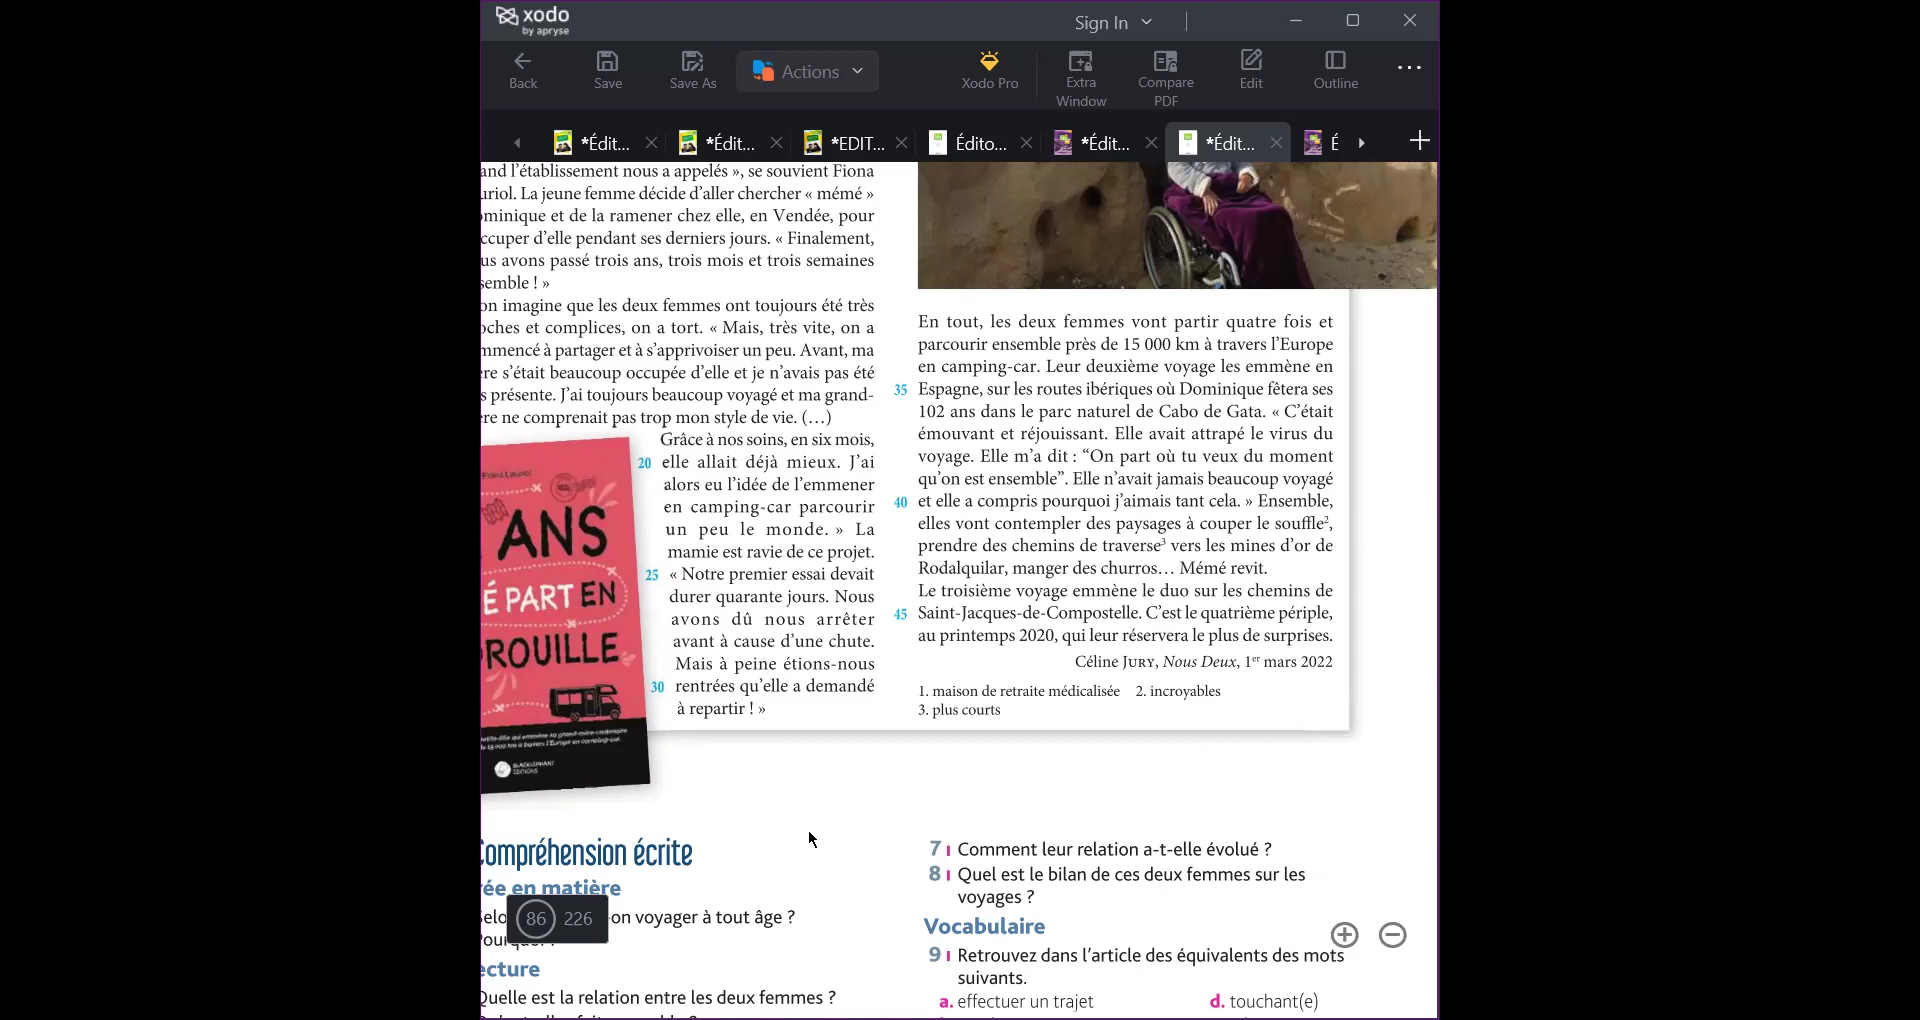 xodo
by apryse
Sign In
Back
Save
Save As
Actions
Xodo Pro
Extra
Window
Compare
PDF
Edit
Outline
*Édit...
*Édit...
*EDIT...
Édito...
*Édit...
*Édit...
É
and l'établissement nous a appelés », se souvient Fiona
uriol. La jeune femme décide d'aller chercher « mémé »
ominique et de la ramener chez elle, en Vendée, pour
ccuper d'elle pendant ses derniers jours. « Finalement,
us avons passé trois ans, trois mois et trois semaines
semble ! »
on imagine que les deux femmes ont toujours été très
oches et complices, on a tort. « Mais, très vite, on a
mmencé à partager et à s'apprivoiser un peu. Avant, ma
ère s'était beaucoup occupée d'elle et je n'avais pas été
s présente. J'ai toujours beaucoup voyagé et ma grand-
ère ne comprenait pas trop mon style de vie. (…)
Grâce à nos soins, en six mois,
20 elle allait déjà mieux. J'ai
alors eu l'idée de l'emmener
en camping-car parcourir
un peu le monde. » La
mamie est ravie de ce projet.
25 « Notre premier essai devait
durer quarante jours. Nous
avons dû nous arrêter
avant à cause d'une chute.
Mais à peine étions-nous
30 rentrées qu'elle a demandé
à repartir ! »
ANS
É PART EN
ROUILLE
BLACKLEPHANT
EDITIONS
En tout, les deux femmes vont partir quatre fois et
parcourir ensemble près de 15 000 km à travers l'Europe
en camping-car. Leur deuxième voyage les emmène en
35 Espagne, sur les routes ibériques où Dominique fêtera ses
102 ans dans le parc naturel de Cabo de Gata. « C'était
émouvant et réjouissant. Elle avait attrapé le virus du
voyage. Elle m'a dit : “On part où tu veux du moment
qu'on est ensemble”. Elle n'avait jamais beaucoup voyagé
40 et elle a compris pourquoi j'aimais tant cela. » Ensemble,
elles vont contempler des paysages à couper le souffle²,
prendre des chemins de traverse³ vers les mines d'or de
Rodalquilar, manger des churros… Mémé revit.
Le troisième voyage emmène le duo sur les chemins de
45 Saint-Jacques-de-Compostelle. C'est le quatrième périple,
au printemps 2020, qui leur réservera le plus de surprises.
Céline Jury, Nous Deux, 1er mars 2022
1. maison de retraite médicalisée 2. incroyables
3. plus courts
ompréhension écrite
rée en matière
elo
on voyager à tout âge ?
86 226
ecture
Quelle est la relation entre les deux femmes ?
7 Comment leur relation a-t-elle évolué ?
8 Quel est le bilan de ces deux femmes sur les
voyages ?
Vocabulaire
9 Retrouvez dans l'article des équivalents des mots
suivants.
a. effectuer un trajet
d. touchant(e)